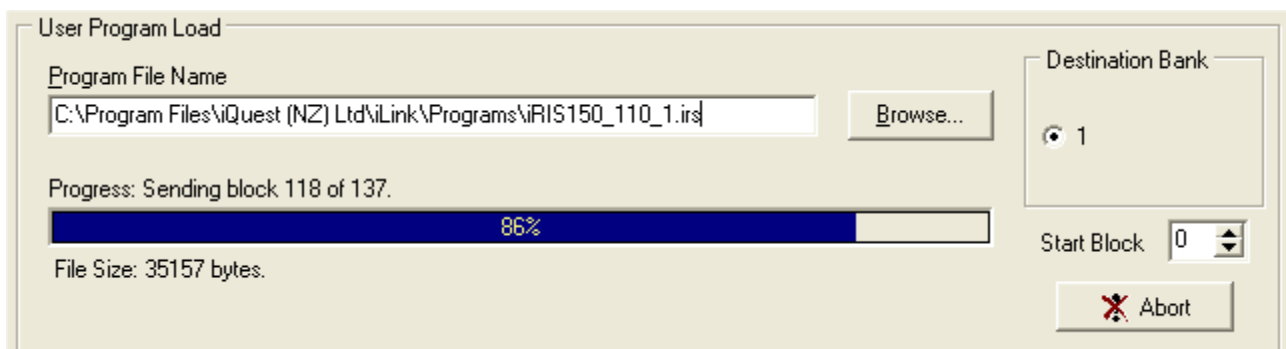 User Program Load
Program File Name
C:\Program Files\iQuest (NZ) Ltd\iLink\Programs\iRIS150_110_1.irs
Browse...
Progress: Sending block 118 of 137.
86%
File Size: 35157 bytes.
Destination Bank
1
Start Block 0
Abort